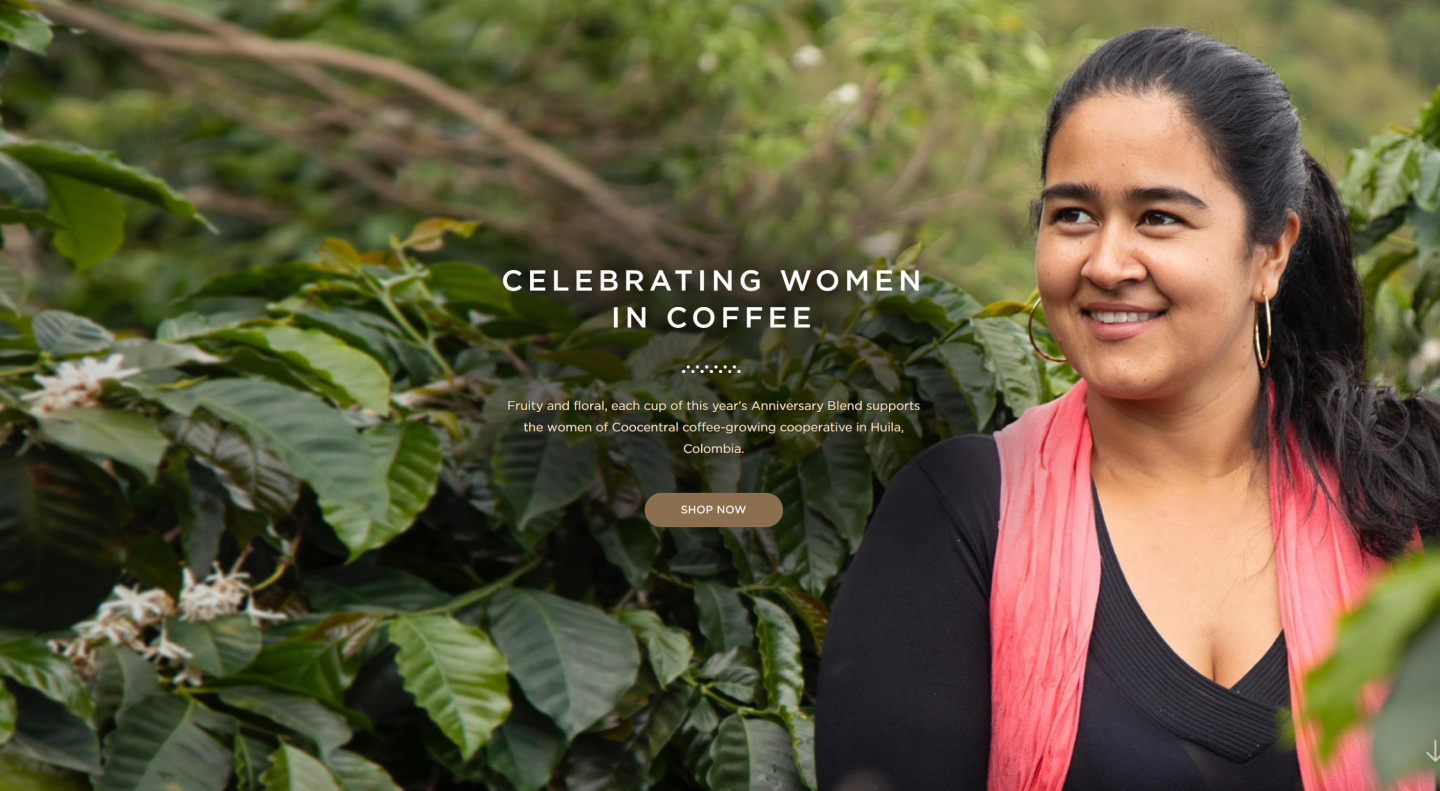 CELEBRATING WOMEN
IN COFFEE
Fruity and floral, each cup of this year's Anniversary Blend supports
the women of Coocentral coffee-growing cooperative in Huila,
Colombia.
SHOP NOW